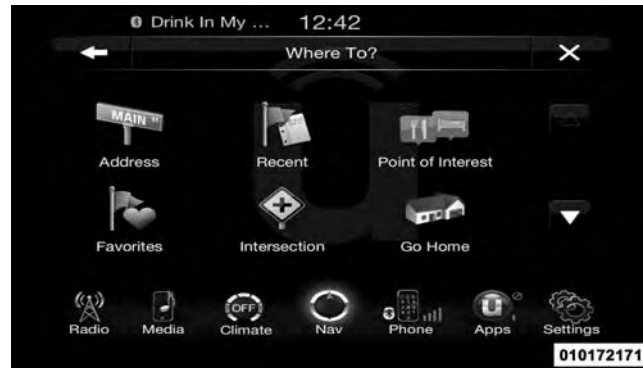 Drink In My ... 12:42
Where To?
MAIN
Address Recent Point of Interest
Favorites Intersection Go Home
OFF
Radio Media Climate Nav Phone Apps Settings
010172171